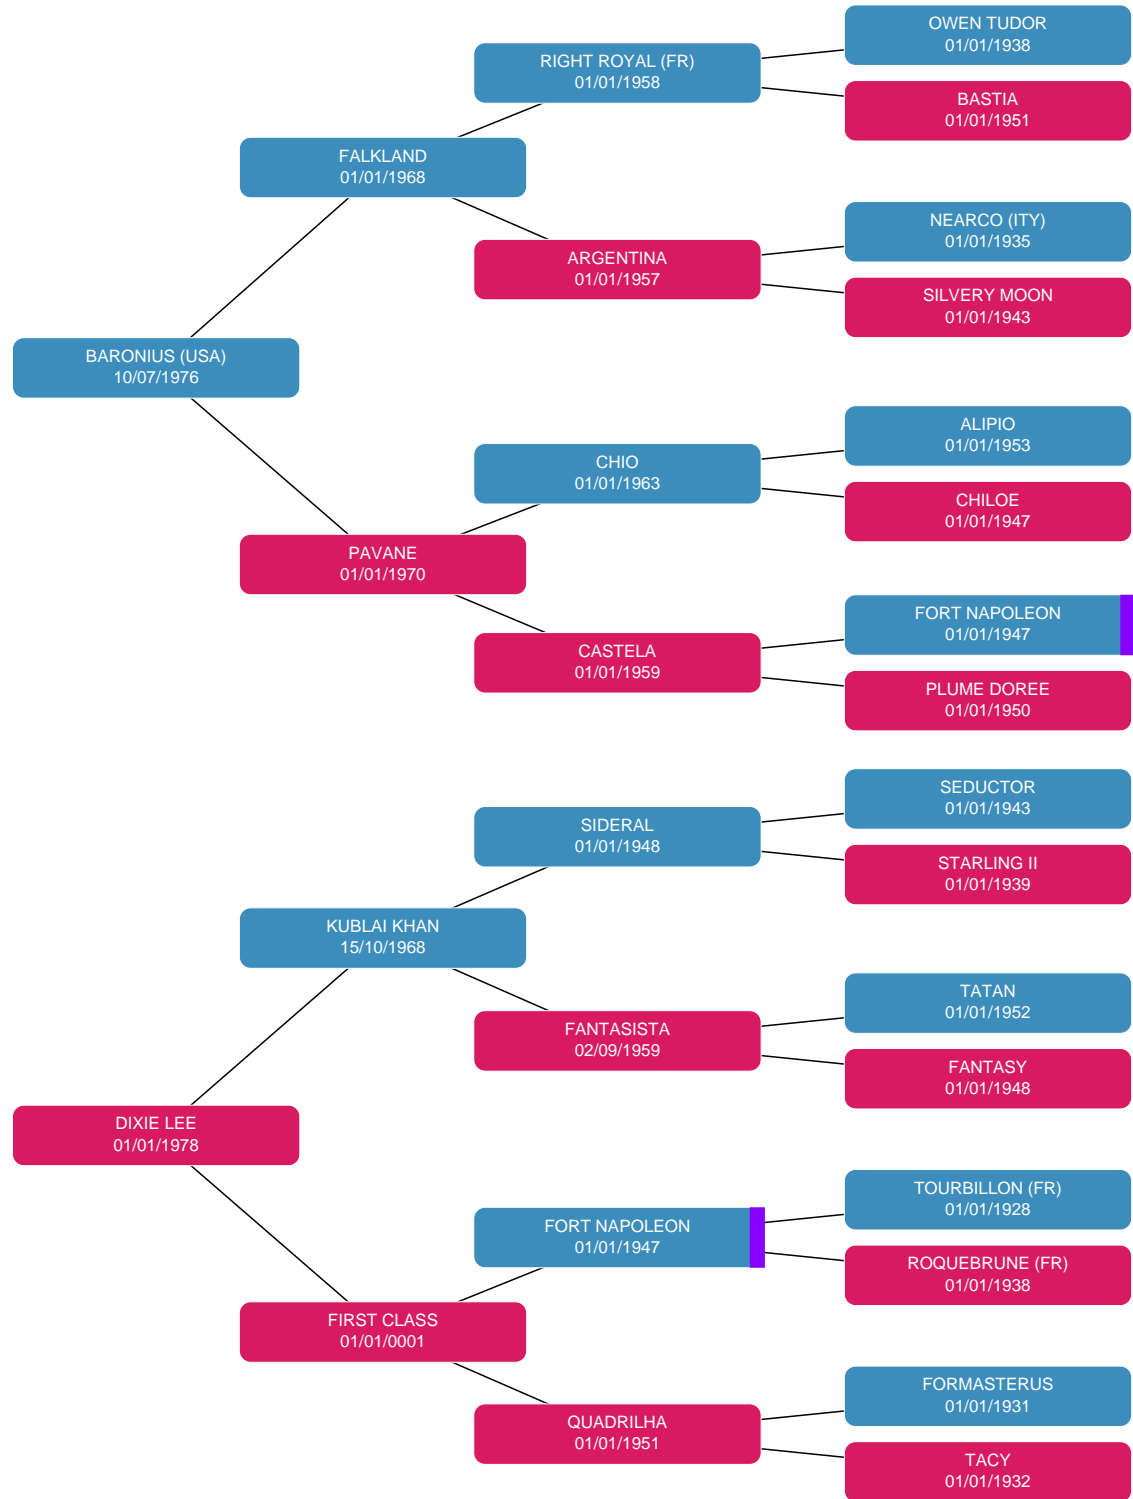 OWEN TUDOR
01/01/1938
RIGHT ROYAL (FR)
01/01/1958
BASTIA
01/01/1951
FALKLAND
01/01/1968
NEARCO (ITY)
01/01/1935
ARGENTINA
01/01/1957
SILVERY MOON
01/01/1943
BARONIUS (USA)
10/07/1976
ALIPIO
01/01/1953
CHIO
01/01/1963
CHILOE
01/01/1947
PAVANE
01/01/1970
FORT NAPOLEON
01/01/1947
CASTELA
01/01/1959
PLUME DOREE
01/01/1950
SEDUCTOR
01/01/1943
SIDERAL
01/01/1948
STARLING II
01/01/1939
KUBLAI KHAN
15/10/1968
TATAN
01/01/1952
FANTASISTA
02/09/1959
FANTASY
01/01/1948
DIXIE LEE
01/01/1978
TOURBILLON (FR)
01/01/1928
FORT NAPOLEON
01/01/1947
ROQUEBRUNE (FR)
01/01/1938
FIRST CLASS
01/01/0001
FORMASTERUS
01/01/1931
QUADRILHA
01/01/1951
TACY
01/01/1932